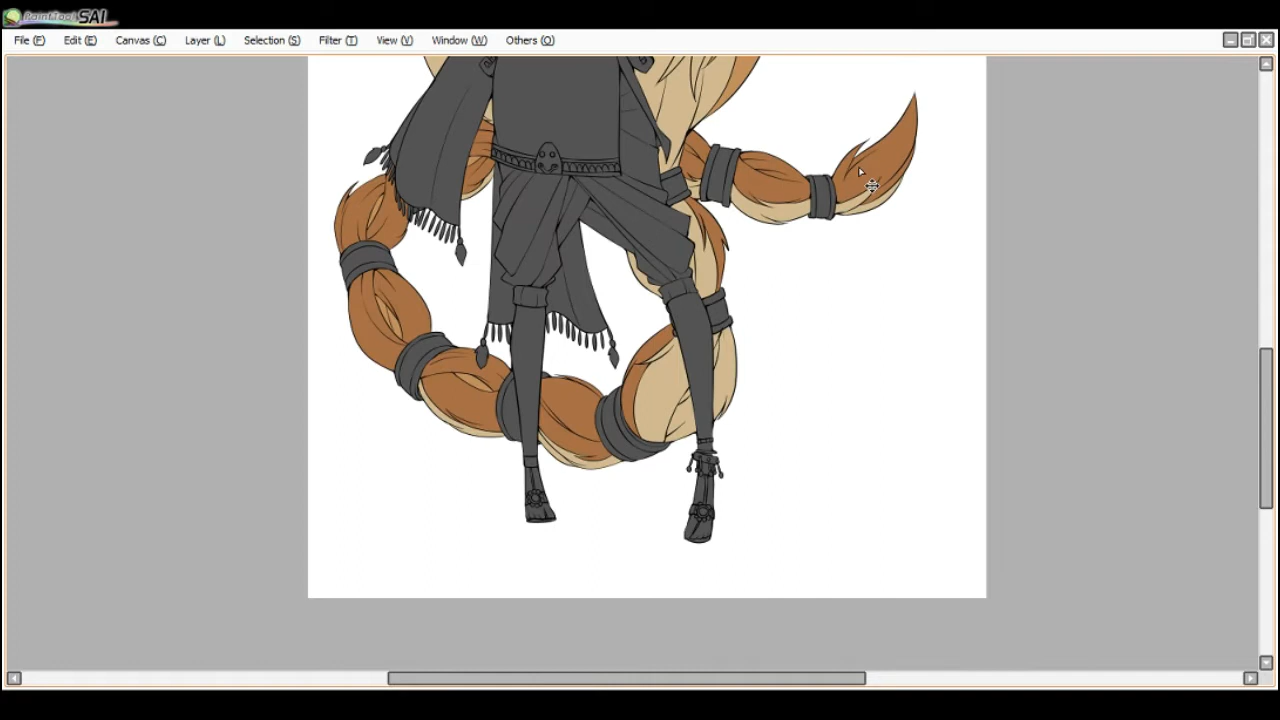 PaintTool SAI
File (F) Edit (E) Canvas (C) Layer (L) Selection (S) Filter (T) View (V) Window (W) Others (O)